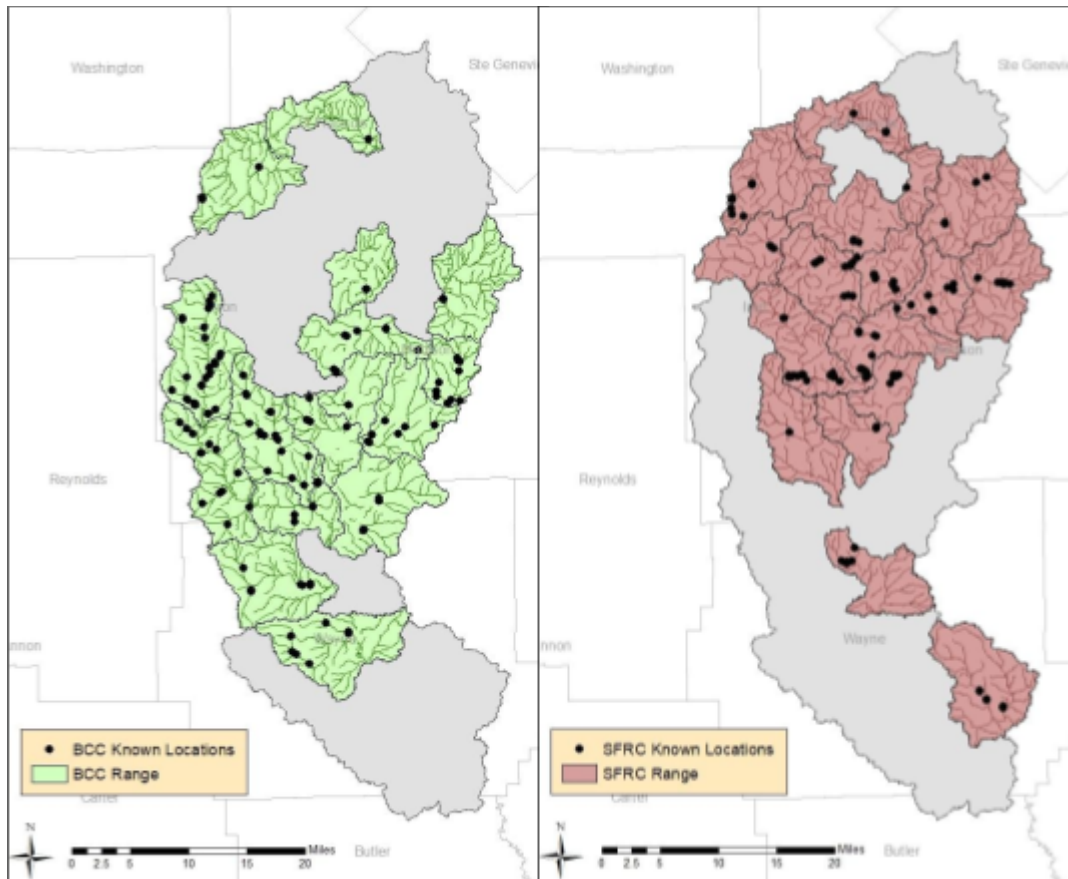 Washington
Ste Genevie
Reynolds
nnon
BCC Known Locations
BCC Range
Carter
N
Miles
0 2.5 5 10 15 20
Butler
Washington
Ste Genevi
Reynolds
nnon
Wayne
SFRC Known Locations
SFRC Range
Carter
N
Miles
0 2.5 5 10 15 20
Butler